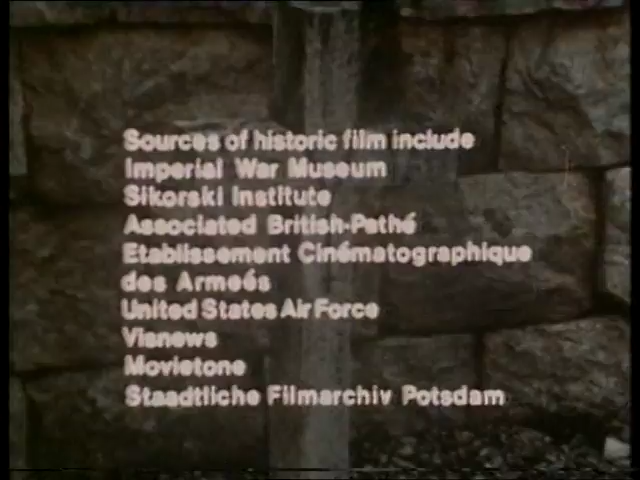 Sources of historic film include
Imperial War Museum
Sikorski Institute
Associated British-Pathé
Etablissement Cinématographique
des Armeés
United States Air Force
Visnews
Movietone
Staadtliche Filmarchiv Potsdam